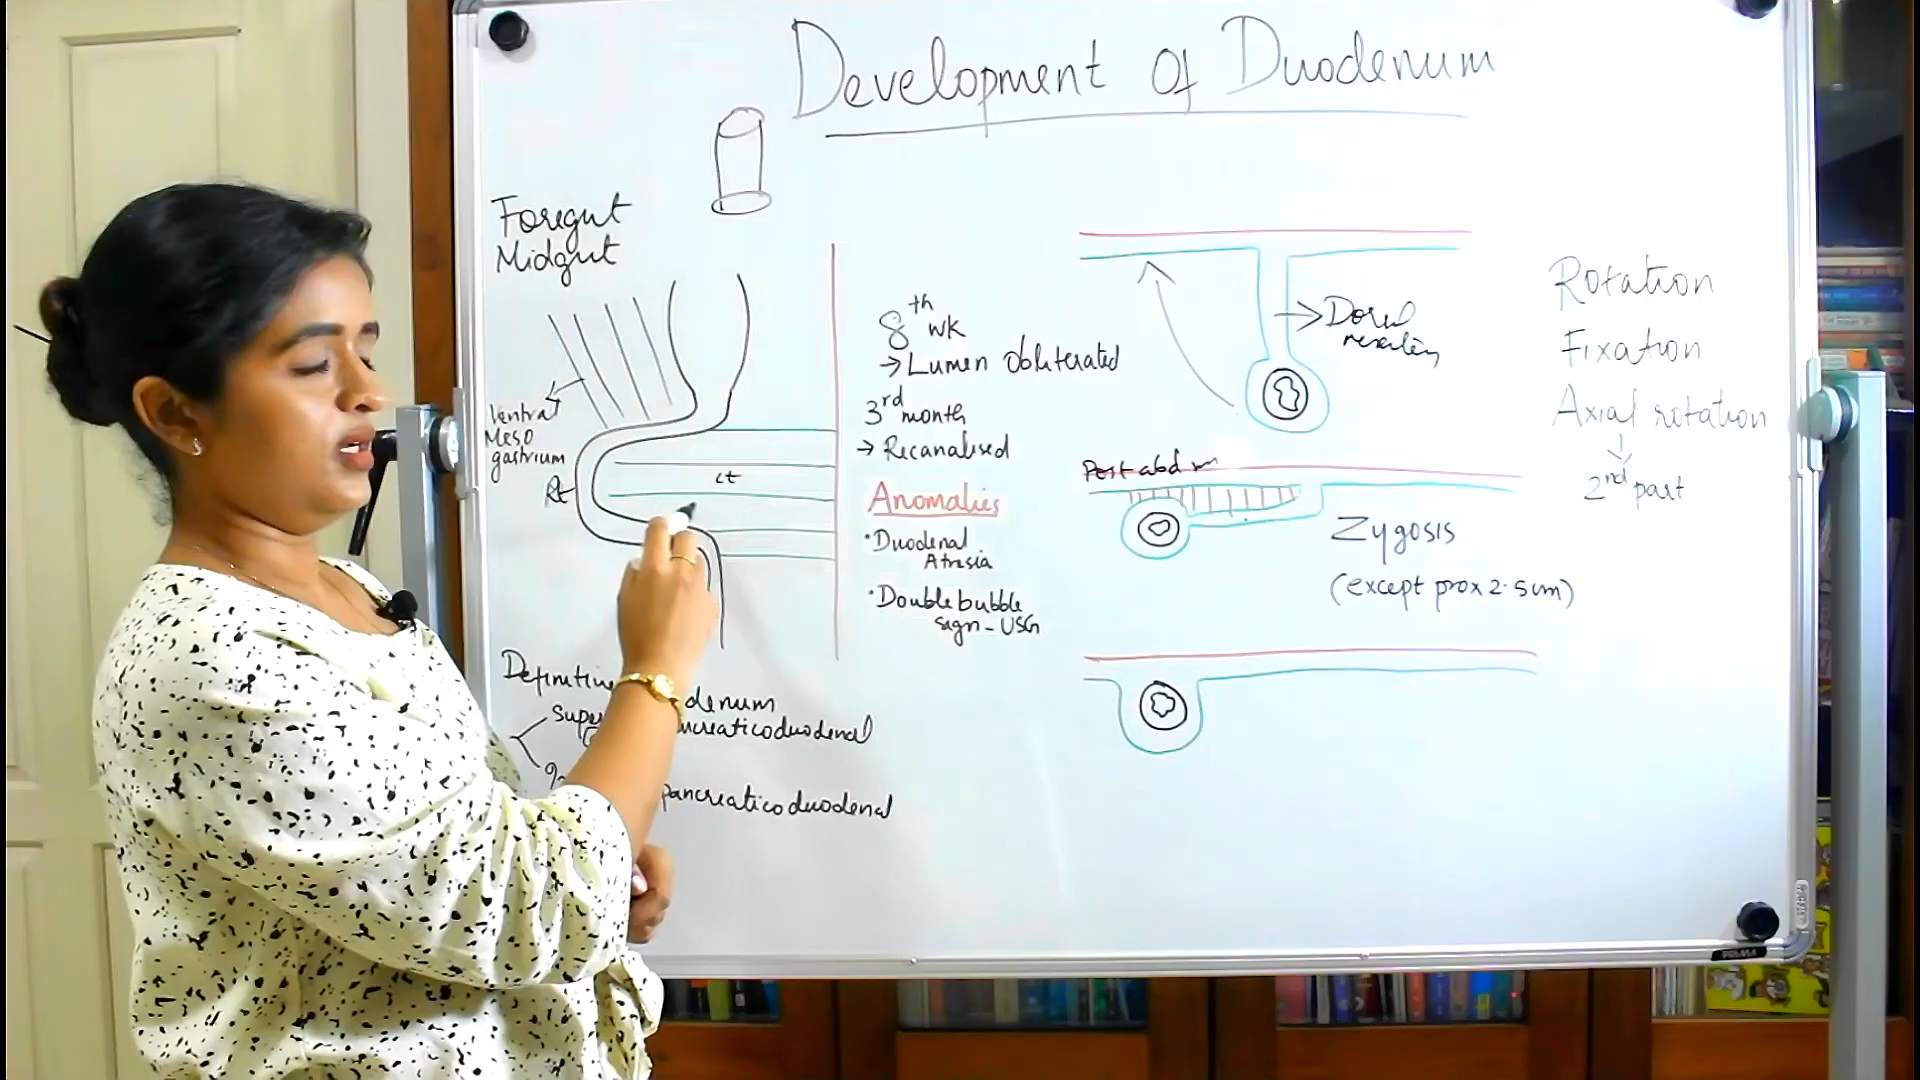 Development Of Duodenum
Foregut
Midgut
Ventral
Meso
gastrium
Rt
Lt
8th wk
→ Lumen obliterated
3rd month
→ Recanalised
Anomalies
• Duodenal
Atresia
• Double bubble
sign - USG
Definitive
denum
pancreaticoduodenal
→ Dorsal
Post abd
Zygosis
(except prox 2.5cm)
Rotation
Fixation
Axial rotation
↓
2nd part